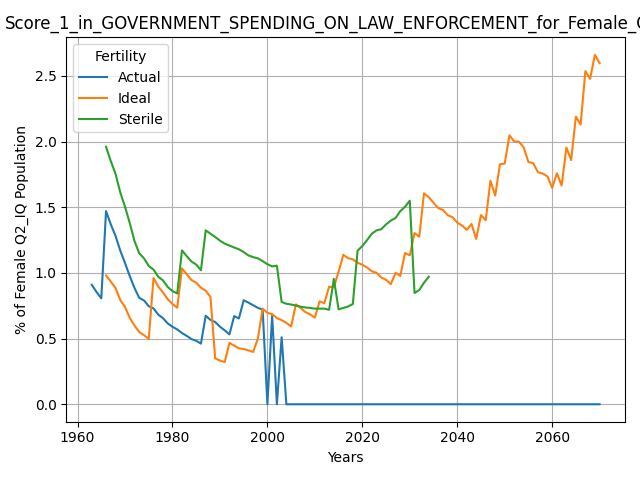 Score_1_in_GOVERNMENT_SPENDING_ON_LAW_ENFORCEMENT_for_Female_
Fertility
Actual
Ideal
Sterile
% of Female Q2_IQ Population
2.5
2.0
1.5
1.0
0.5
0.0
1960 1980 2000 2020 2040 2060
Years